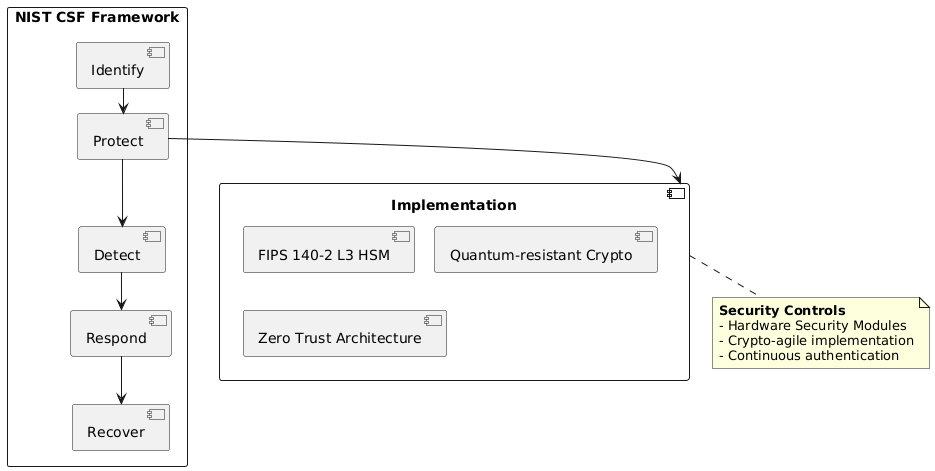 NIST CSF Framework
Identify
Protect
Detect
Respond
Recover
Implementation
FIPS 140-2 L3 HSM
Quantum-resistant Crypto
Zero Trust Architecture
Security Controls
- Hardware Security Modules
- Crypto-agile implementation
- Continuous authentication